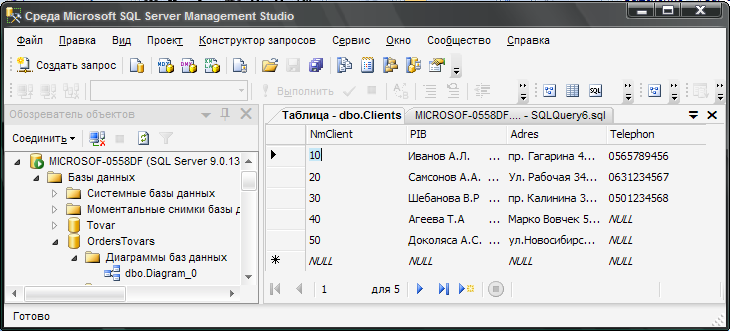 Среда Microsoft SQL Server Management Studio
Файл Правка Вид Проект Конструктор запросов Сервис Окно Сообщество Справка
Создать запрос
Выполнить
Обозреватель объектов
Таблица - dbo.Clients MICROSOF-0558DF.... - SQLQuery6.sql
Соединить
NmClient PIB Adres Telephon
MICROSOF-0558DF (SQL Server 9.0.13
10 Иванов А.Л. ... пр. Гагарина 4... 0565789456
Базы данных
20 Самсонов А.А. ... Ул. Рабочая 34... 0631234567
Системные базы данных
30 Шебанова В.Р ... пр. Калинина 3... 0501234568
Моментальные снимки базы д
40 Агеева Т.А ... Марко Вовчек 5... NULL
Tovar
50 Доколяса А.С. ... ул.Новосибирс... NULL
OrdersTovars
NULL NULL NULL NULL
Диаграммы баз данных
dbo.Diagram_0
1 для 5
Готово